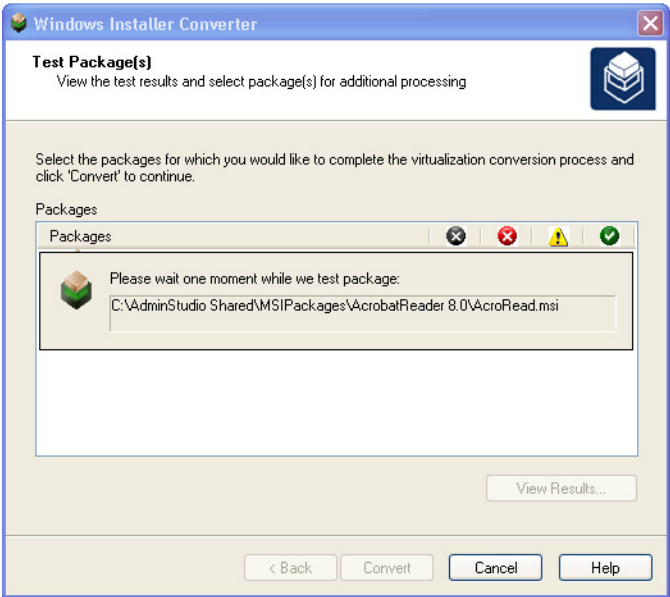 Windows Installer Converter
Test Package(s)
View the test results and select package(s) for additional processing
Select the packages for which you would like to complete the virtualization conversion process and
click 'Convert' to continue.
Packages
Packages
Please wait one moment while we test package:
C:\AdminStudio Shared\MSIPackages\AcrobatReader 8.0\AcroRead.msi
View Results...
< Back
Convert
Cancel
Help